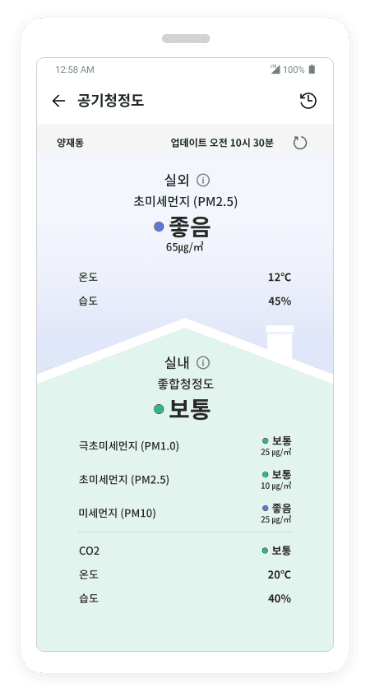 12:58 AM 100%
공기청정도
양재동 업데이트 오전 10시 30분
실외
초미세먼지 (PM2.5)
좋음
65㎍/㎥
온도 12℃
습도 45%
실내
종합청정도
보통
극초미세먼지 (PM1.0) 보통
25 ㎍/㎥
초미세먼지 (PM2.5) 보통
10 ㎍/㎥
미세먼지 (PM10) 좋음
25 ㎍/㎥
CO2 보통
온도 20℃
습도 40%